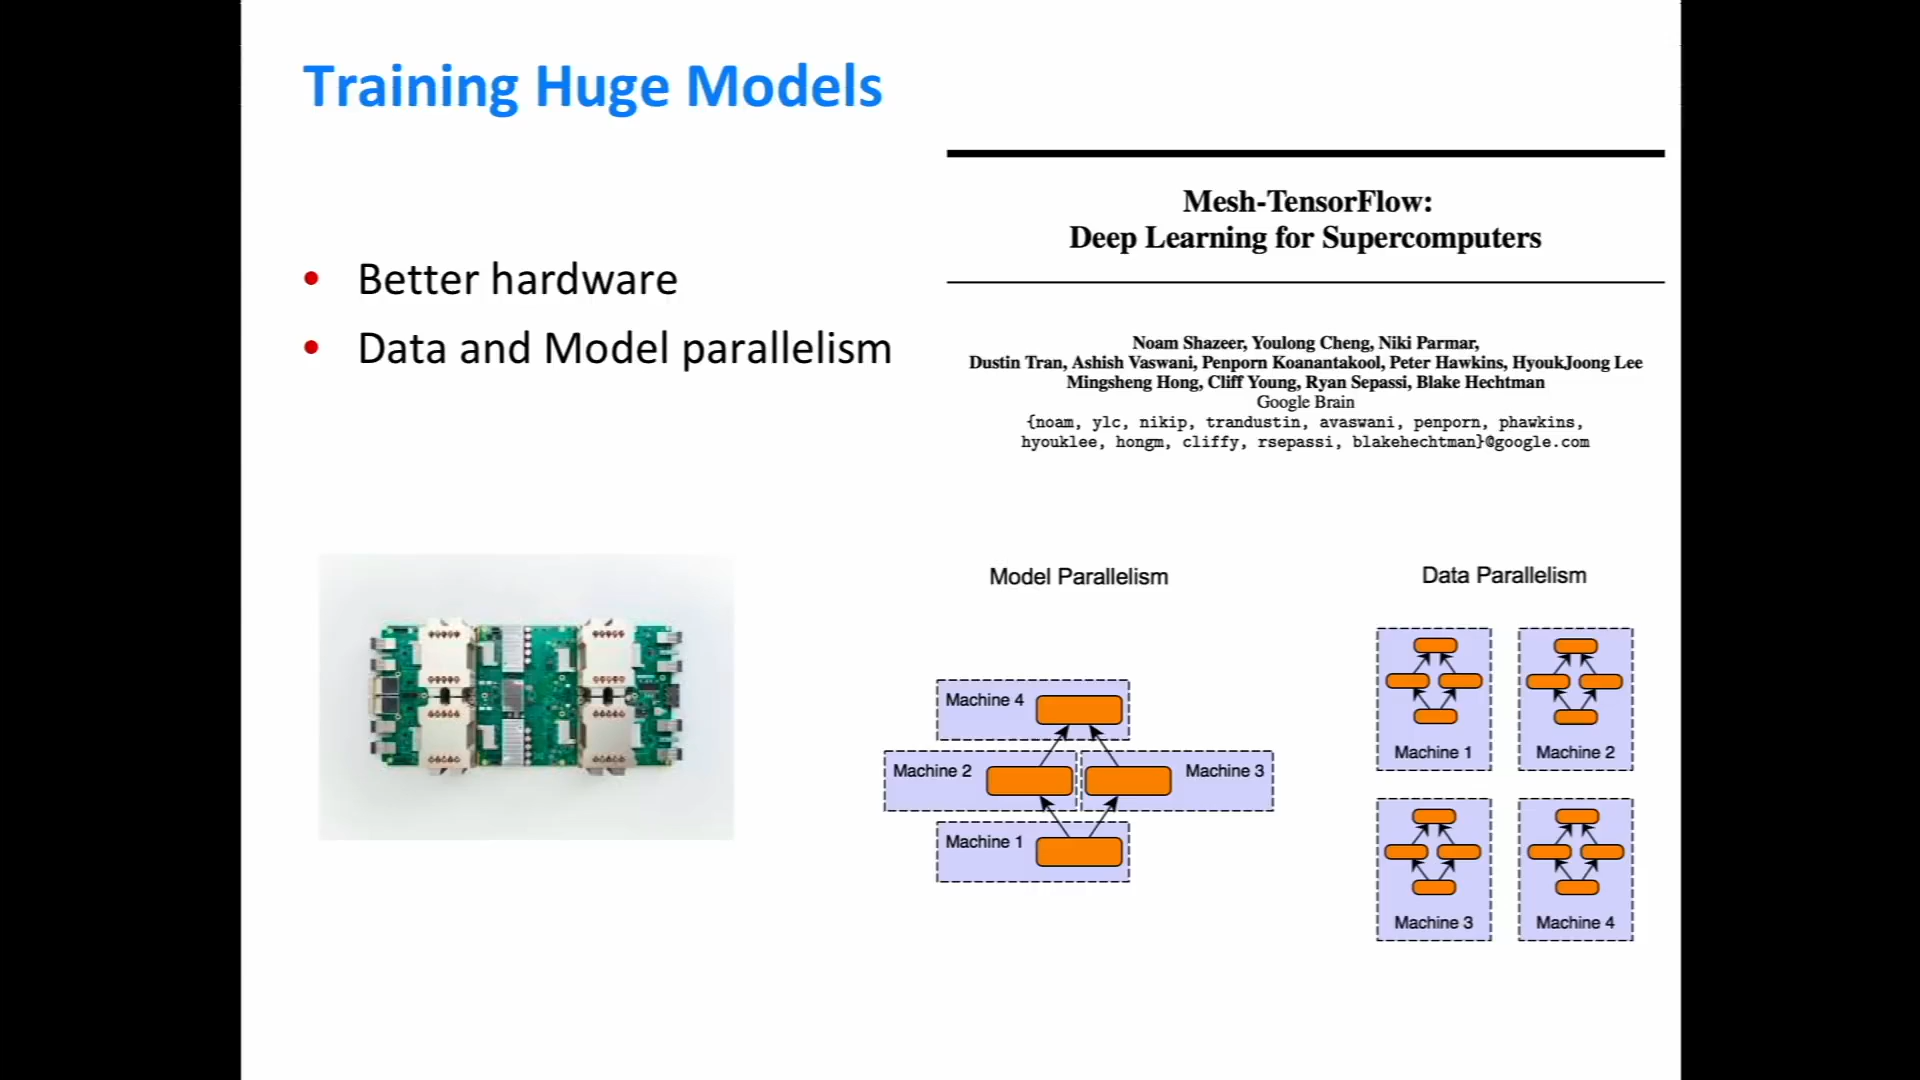 Training Huge Models
• Better hardware
• Data and Model parallelism
Mesh-TensorFlow:
Deep Learning for Supercomputers
Noam Shazeer, Youlong Cheng, Niki Parmar,
Dustin Tran, Ashish Vaswani, Penporn Koanantakool, Peter Hawkins, HyoukJoong Lee
Mingsheng Hong, Cliff Young, Ryan Sepassi, Blake Hechtman
Google Brain
{noam, ylc, nikip, trandustin, avaswani, penporn, phawkins,
hyouklee, hongm, cliffy, rsepassi, blakehechtman}@google.com
Model Parallelism
Machine 4
Machine 2
Machine 3
Machine 1
Data Parallelism
Machine 1
Machine 2
Machine 3
Machine 4